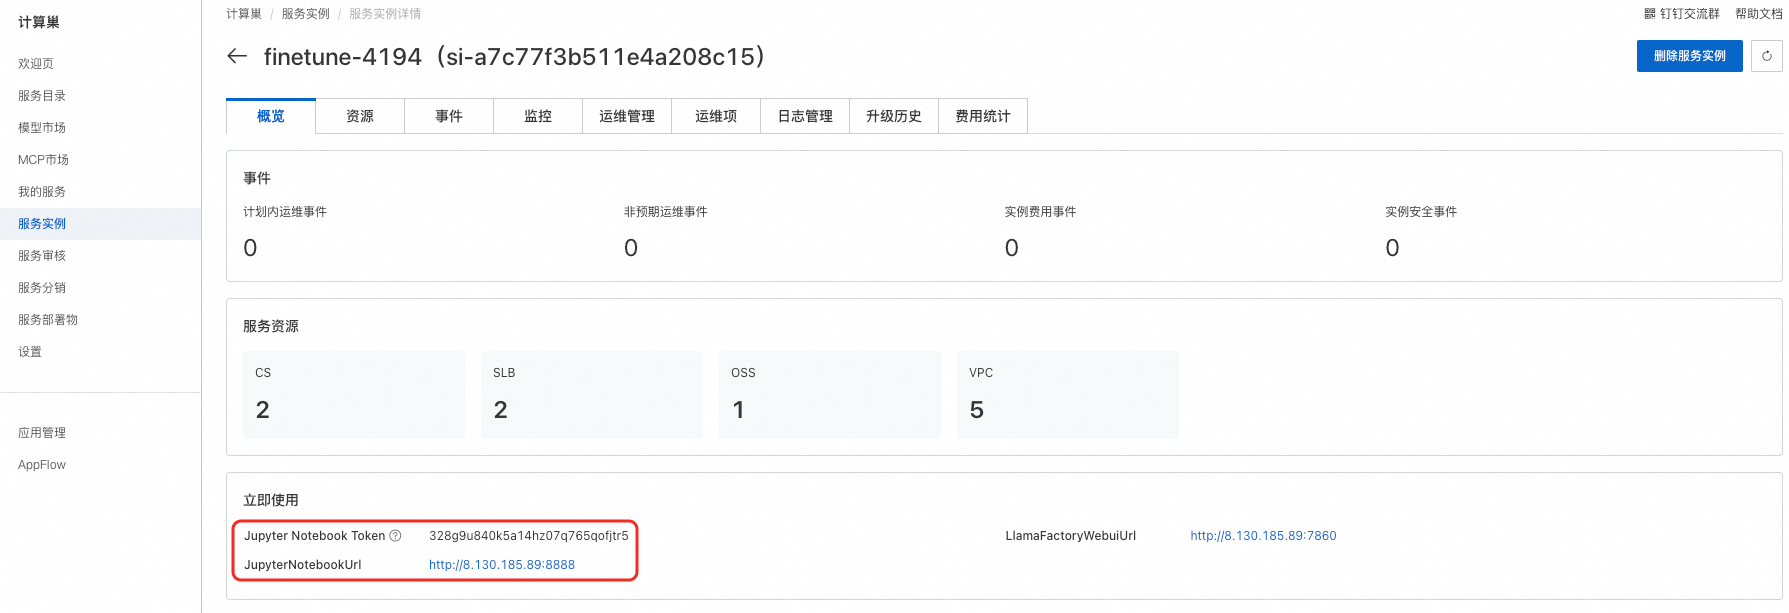 计算巢
欢迎页
服务目录
模型市场
MCP市场
我的服务
服务实例
服务审核
服务分销
服务部署物
设置
应用管理
AppFlow
计算巢 / 服务实例 / 服务实例详情
钉钉交流群 帮助文档
← finetune-4194（si-a7c77f3b511e4a208c15）
删除服务实例
概览 资源 事件 监控 运维管理 运维项 日志管理 升级历史 费用统计
事件
计划内运维事件 非预期运维事件 实例费用事件 实例安全事件
0 0 0 0
服务资源
CS SLB OSS VPC
2 2 1 5
立即使用
Jupyter Notebook Token ? 328g9u840k5a14hz07q765qofjtr5 LlamaFactoryWebuiUrl http://8.130.185.89:7860
JupyterNotebookUrl http://8.130.185.89:8888